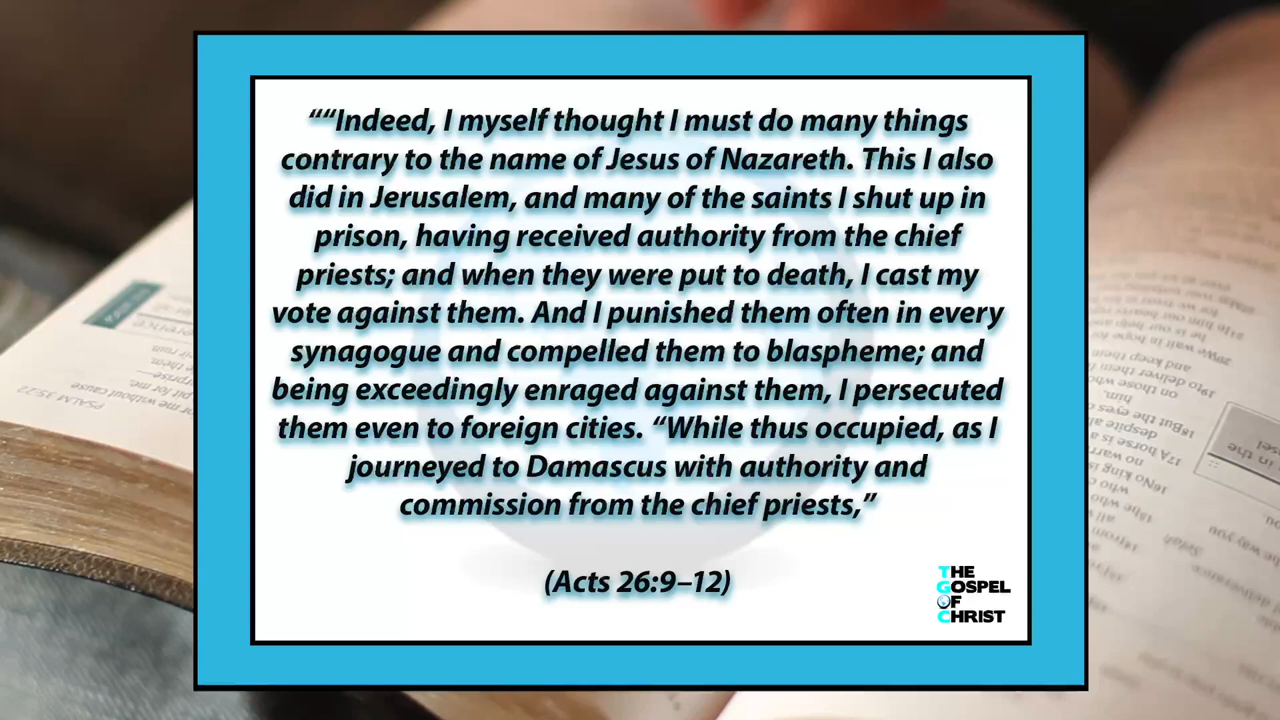 ““Indeed, I myself thought I must do many things
contrary to the name of Jesus of Nazareth. This I also
did in Jerusalem, and many of the saints I shut up in
prison, having received authority from the chief
priests; and when they were put to death, I cast my
vote against them. And I punished them often in every
synagogue and compelled them to blaspheme; and
being exceedingly enraged against them, I persecuted
them even to foreign cities. “While thus occupied, as I
journeyed to Damascus with authority and
commission from the chief priests,”
(Acts 26:9–12)
THE
GOSPEL
OF
CHRIST
PSALM 35:22